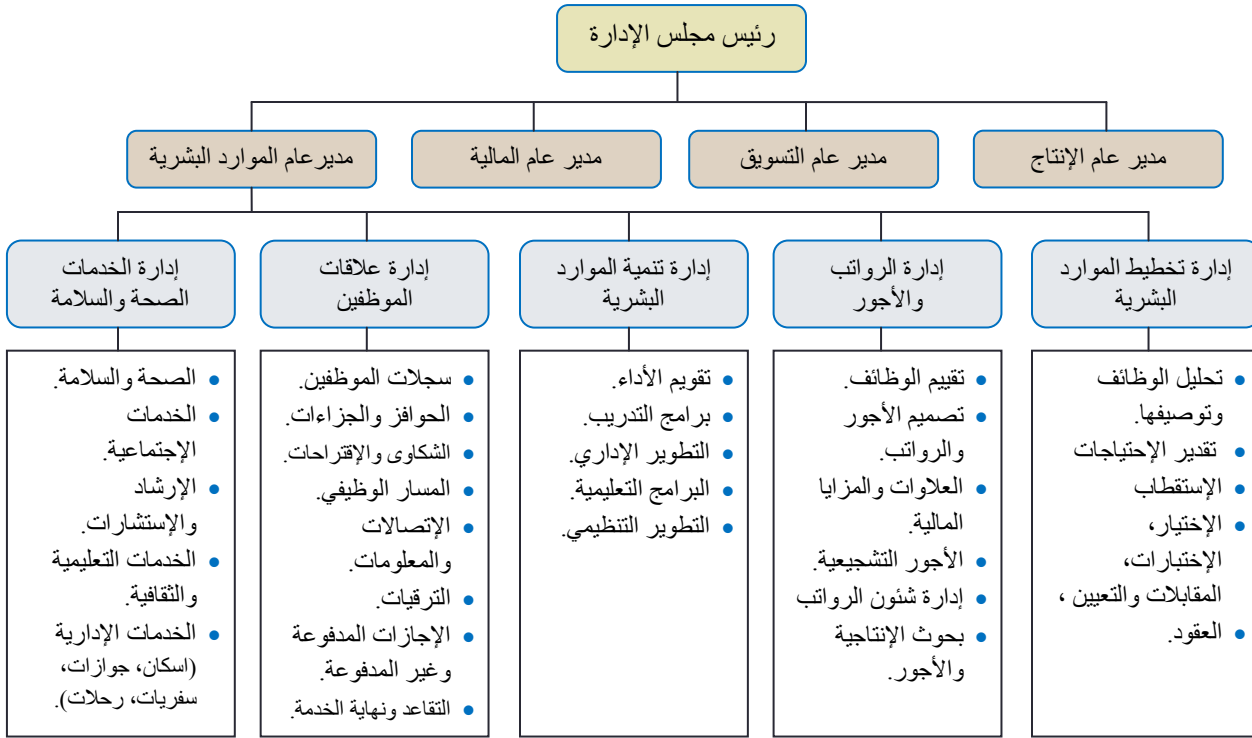 رئيس مجلس الإدارة
مدير عام الإنتاج
مدير عام التسويق
مدير عام المالية
مديرعام الموارد البشرية
إدارة تخطيط الموارد
البشرية
إدارة الرواتب
والأجور
إدارة تنمية الموارد
البشرية
إدارة علاقات
الموظفين
إدارة الخدمات
الصحة والسلامة
• تحليل الوظائف
وتوصيفها.
• تقدير الإحتياجات
• الإستقطاب
• الإختيار،
الإختبارات،
المقابلات والتعيين ،
• العقود.
• تقييم الوظائف.
• تصميم الأجور
والرواتب.
• العلاوات والمزايا
المالية.
• الأجور التشجيعية.
• إدارة شئون الرواتب
• بحوث الإنتاجية
والأجور.
• تقويم الأداء.
• برامج التدريب.
• التطوير الإداري.
• البرامج التعليمية.
• التطوير التنظيمي.
• سجلات الموظفين.
• الحوافز والجزاءات.
• الشكاوى والإقتراحات.
• المسار الوظيفي.
• الإتصالات
والمعلومات.
• الترقيات.
• الإجازات المدفوعة
وغير المدفوعة.
• التقاعد ونهاية الخدمة.
• الصحة والسلامة.
• الخدمات
الإجتماعية.
• الإرشاد
والإستشارات.
• الخدمات التعليمية
والثقافية.
• الخدمات الإدارية
(اسكان، جوازات،
سفريات، رحلات).